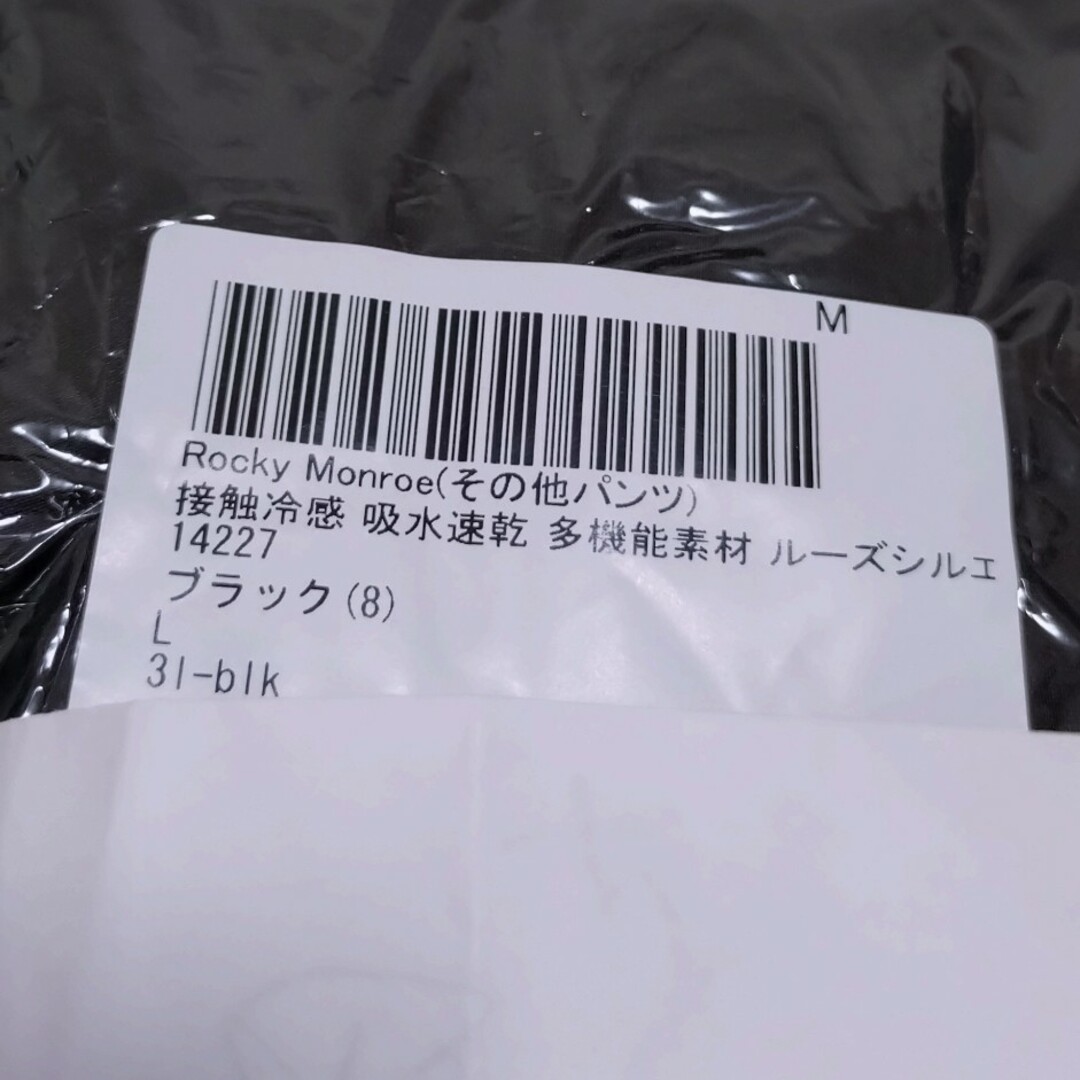 M
Rocky Monroe(その他パンツ)
接触冷感 吸水速乾 多機能素材 ルーズシルエ
14227
ブラック(8)
L
3l-blk